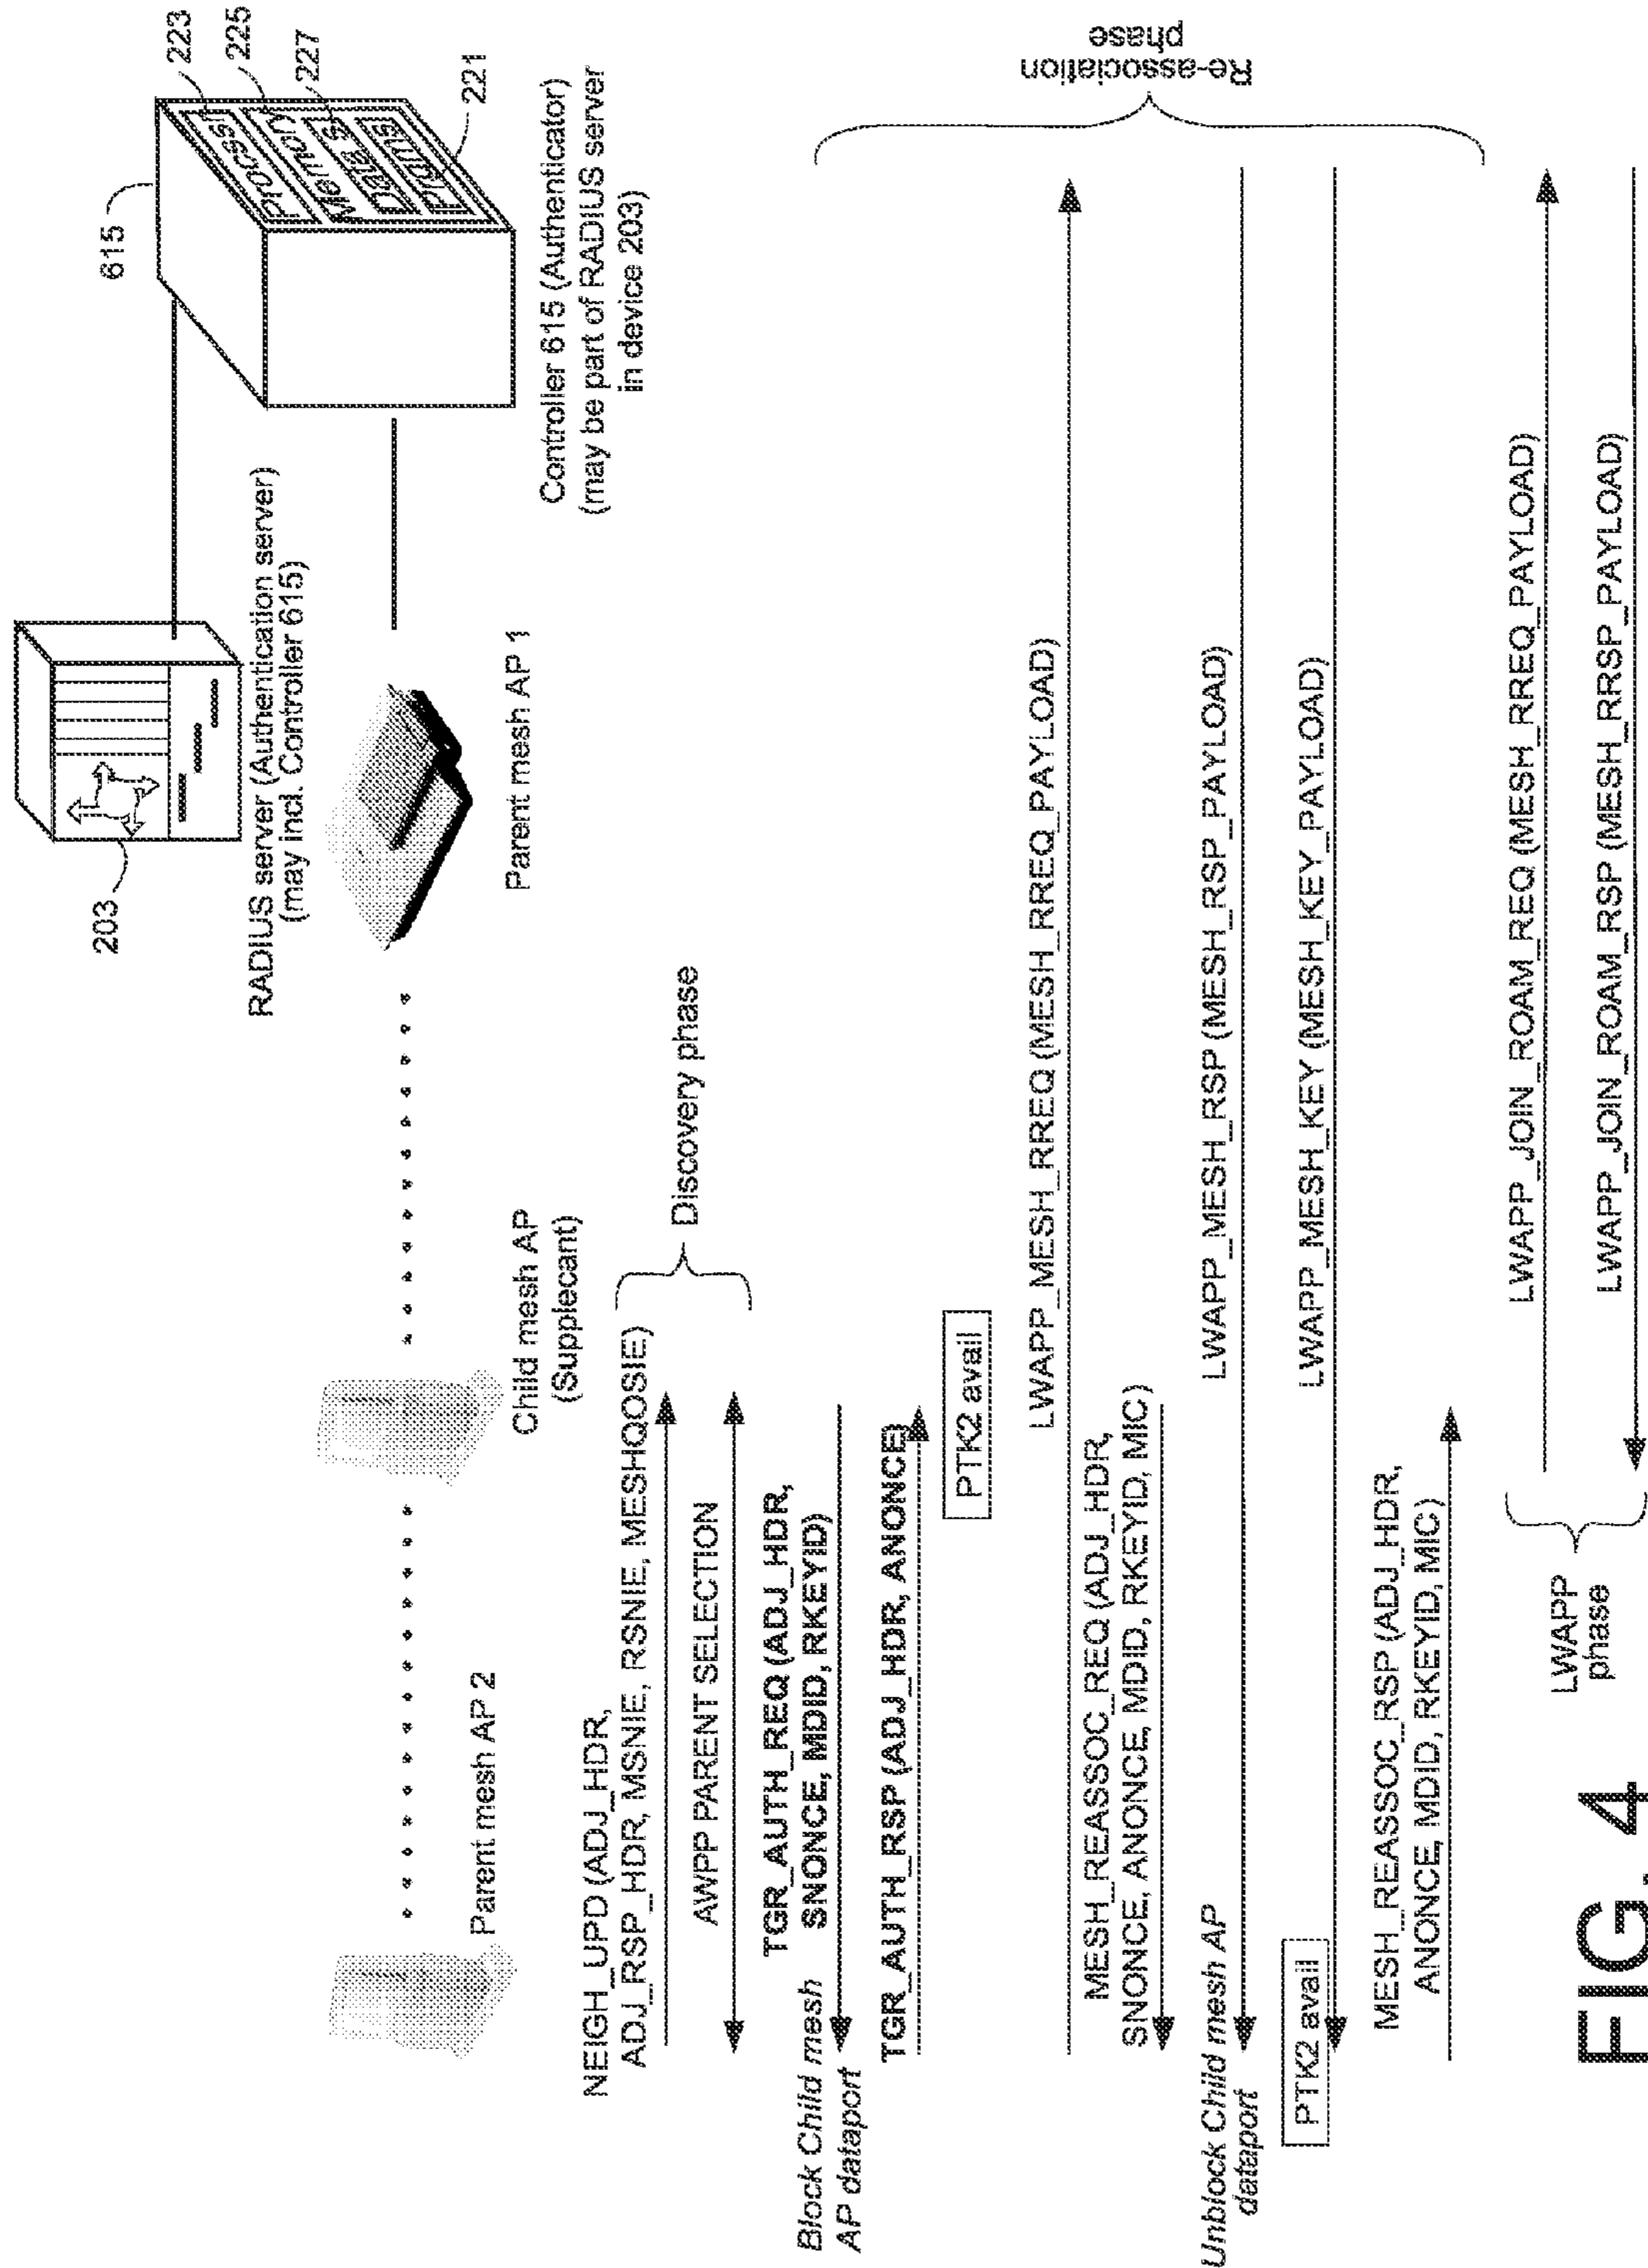 203
RADIUS server (Authentication server)
(may incl. Controller 615)
615
223
225
227
221
Process
Memory
Data s
Controller 615 (Authenticator)
(may be part of RADIUS server
in device 203)
Parent mesh AP 2
Child mesh AP
(Supplecant)
Parent mesh AP 1
NEIGH_UPD (ADJ_HDR,
ADJ_RSP_HDR, MSNIE, RSNIE, MESHQOSIE)
Discovery phase
AWPP PARENT SELECTION
TGR_AUTH_REQ (ADJ_HDR,
SNONCE, MDID, RKEYID)
Block Child mesh
AP dataport
TGR_AUTH_RSP (ADJ_HDR, ANONCE)
PTK2 avail
LWAPP_MESH_RREQ (MESH_RREQ_PAYLOAD)
Re-association
phase
MESH_REASSOC_REQ (ADJ_HDR,
SNONCE, ANONCE, MDID, RKEYID, MIC)
LWAPP_MESH_RSP (MESH_RSP_PAYLOAD)
Unblock Child mesh AP
dataport
LWAPP_MESH_KEY (MESH_KEY_PAYLOAD)
PTK2 avail
MESH_REASSOC_RSP (ADJ_HDR,
ANONCE, MDID, RKEYID, MIC)
LWAPP_JOIN_ROAM_REQ (MESH_RREQ_PAYLOAD)
LWAPP
phase
LWAPP_JOIN_ROAM_RSP (MESH_RRSP_PAYLOAD)
FIG. 4